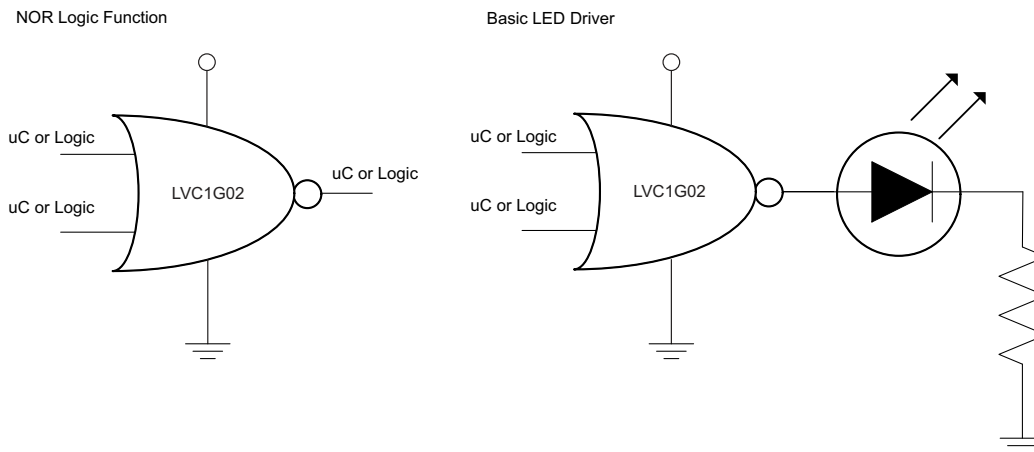 NOR Logic Function
uC or Logic
uC or Logic
LVC1G02
uC or Logic
Basic LED Driver
uC or Logic
uC or Logic
LVC1G02